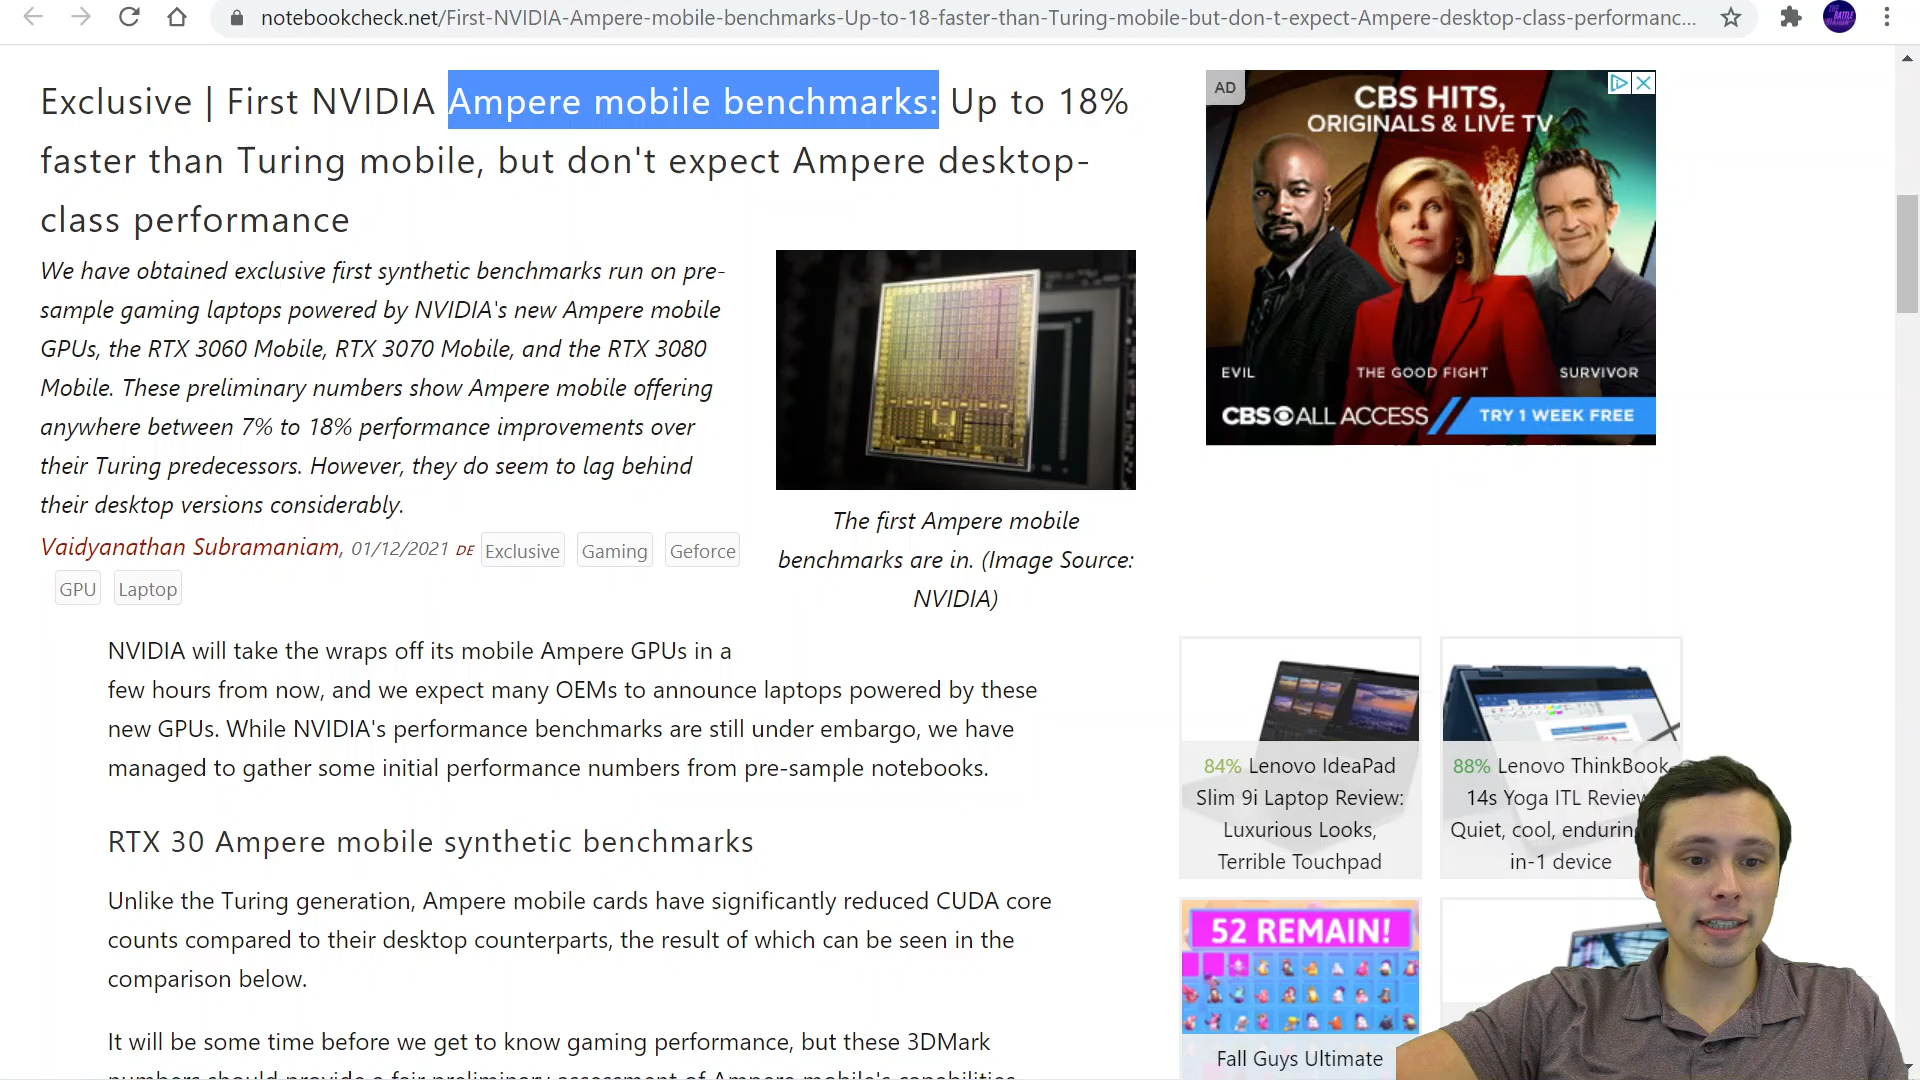 notebookcheck.net/First-NVIDIA-Ampere-mobile-benchmarks-Up-to-18-faster-than-Turing-mobile-but-don-t-expect-Ampere-desktop-class-performanc...
Exclusive | First NVIDIA Ampere mobile benchmarks: Up to 18%
faster than Turing mobile, but don't expect Ampere desktop-
class performance
We have obtained exclusive first synthetic benchmarks run on pre-
sample gaming laptops powered by NVIDIA's new Ampere mobile
GPUs, the RTX 3060 Mobile, RTX 3070 Mobile, and the RTX 3080
Mobile. These preliminary numbers show Ampere mobile offering
anywhere between 7% to 18% performance improvements over
their Turing predecessors. However, they do seem to lag behind
their desktop versions considerably.
Vaidyanathan Subramaniam, 01/12/2021 DE Exclusive Gaming Geforce
GPU Laptop
The first Ampere mobile
benchmarks are in. (Image Source:
NVIDIA)
NVIDIA will take the wraps off its mobile Ampere GPUs in a
few hours from now, and we expect many OEMs to announce laptops powered by these
new GPUs. While NVIDIA's performance benchmarks are still under embargo, we have
managed to gather some initial performance numbers from pre-sample notebooks.
RTX 30 Ampere mobile synthetic benchmarks
Unlike the Turing generation, Ampere mobile cards have significantly reduced CUDA core
counts compared to their desktop counterparts, the result of which can be seen in the
comparison below.
It will be some time before we get to know gaming performance, but these 3DMark
numbers should provide a fair preliminary assessment of Ampere mobile's capabilities
AD
CBS HITS,
ORIGINALS & LIVE TV
EVIL
THE GOOD FIGHT
SURVIVOR
CBS ALL ACCESS
TRY 1 WEEK FREE
84% Lenovo IdeaPad
Slim 9i Laptop Review:
Luxurious Looks,
Terrible Touchpad
88% Lenovo ThinkBook
14s Yoga ITL Review
Quiet, cool, enduring
in-1 device
52 REMAIN!
Fall Guys Ultimate